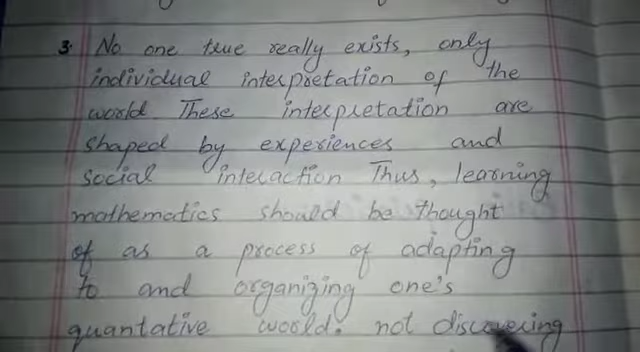 3. No one true really exists, only
individual interpretation of the
world. These interpretation are
shaped by experiences and
social interaction Thus, learning
mathematics should be thought
of as a process of adapting
to and organizing one's
quantative world. not discovering